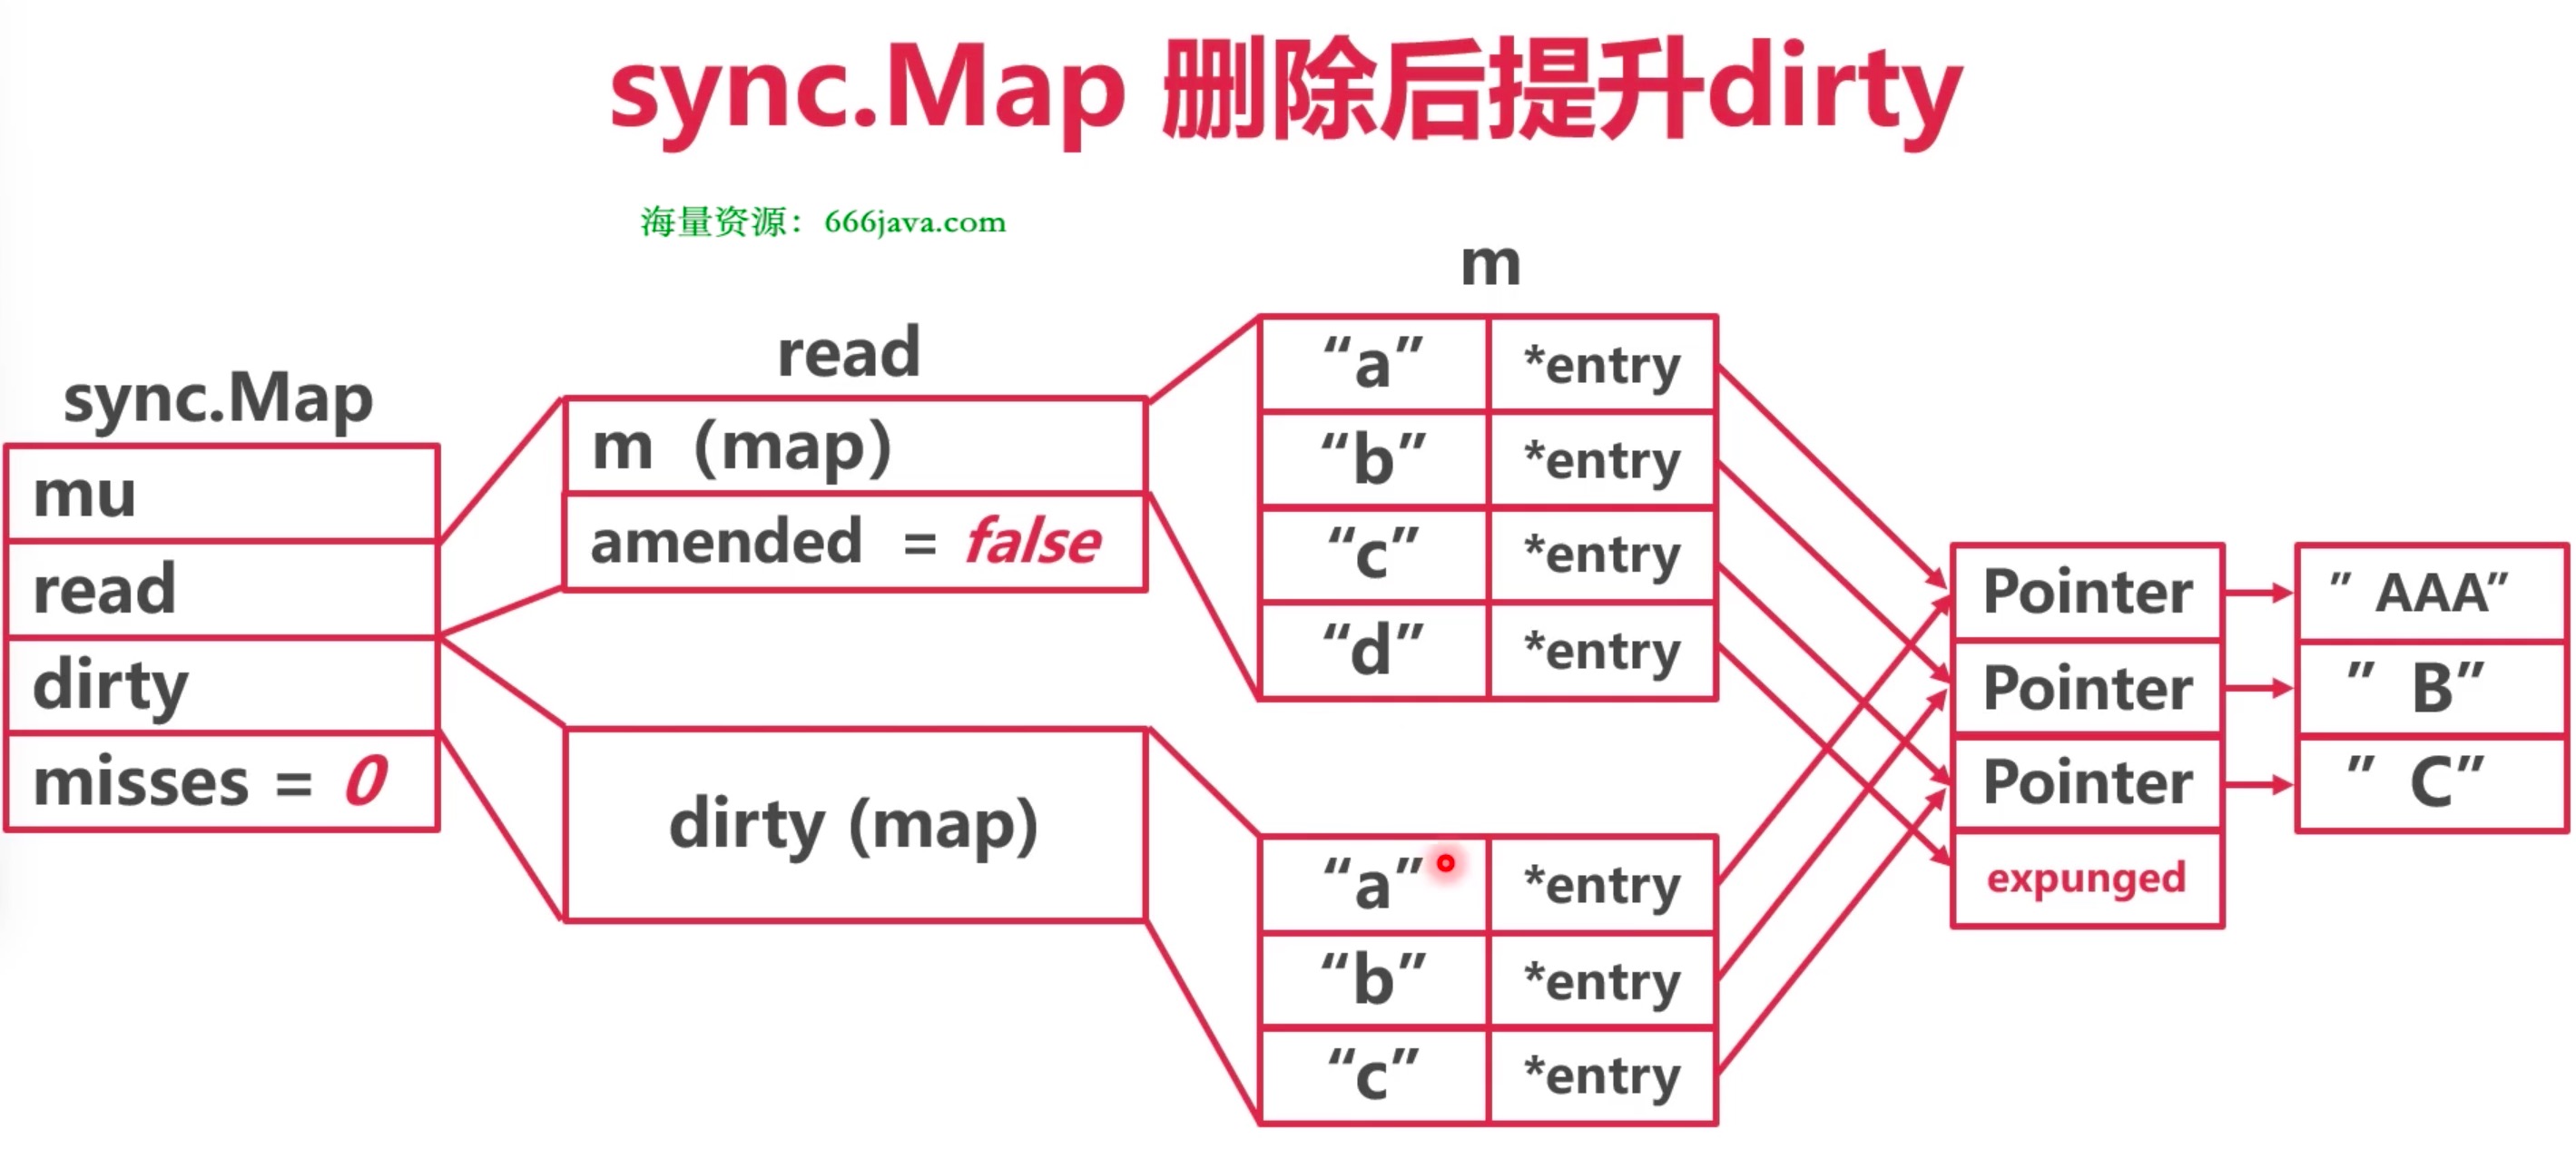 sync.Map 删除后提升dirty
海量资源：666java.com
sync.Map
mu
read
dirty
misses = 0
read
m (map)
amended = false
dirty (map)
m
“a” *entry
“b” *entry
“c” *entry
“d” *entry
“a” *entry
“b” *entry
“c” *entry
Pointer
Pointer
Pointer
expunged
” AAA”
” B”
” C”